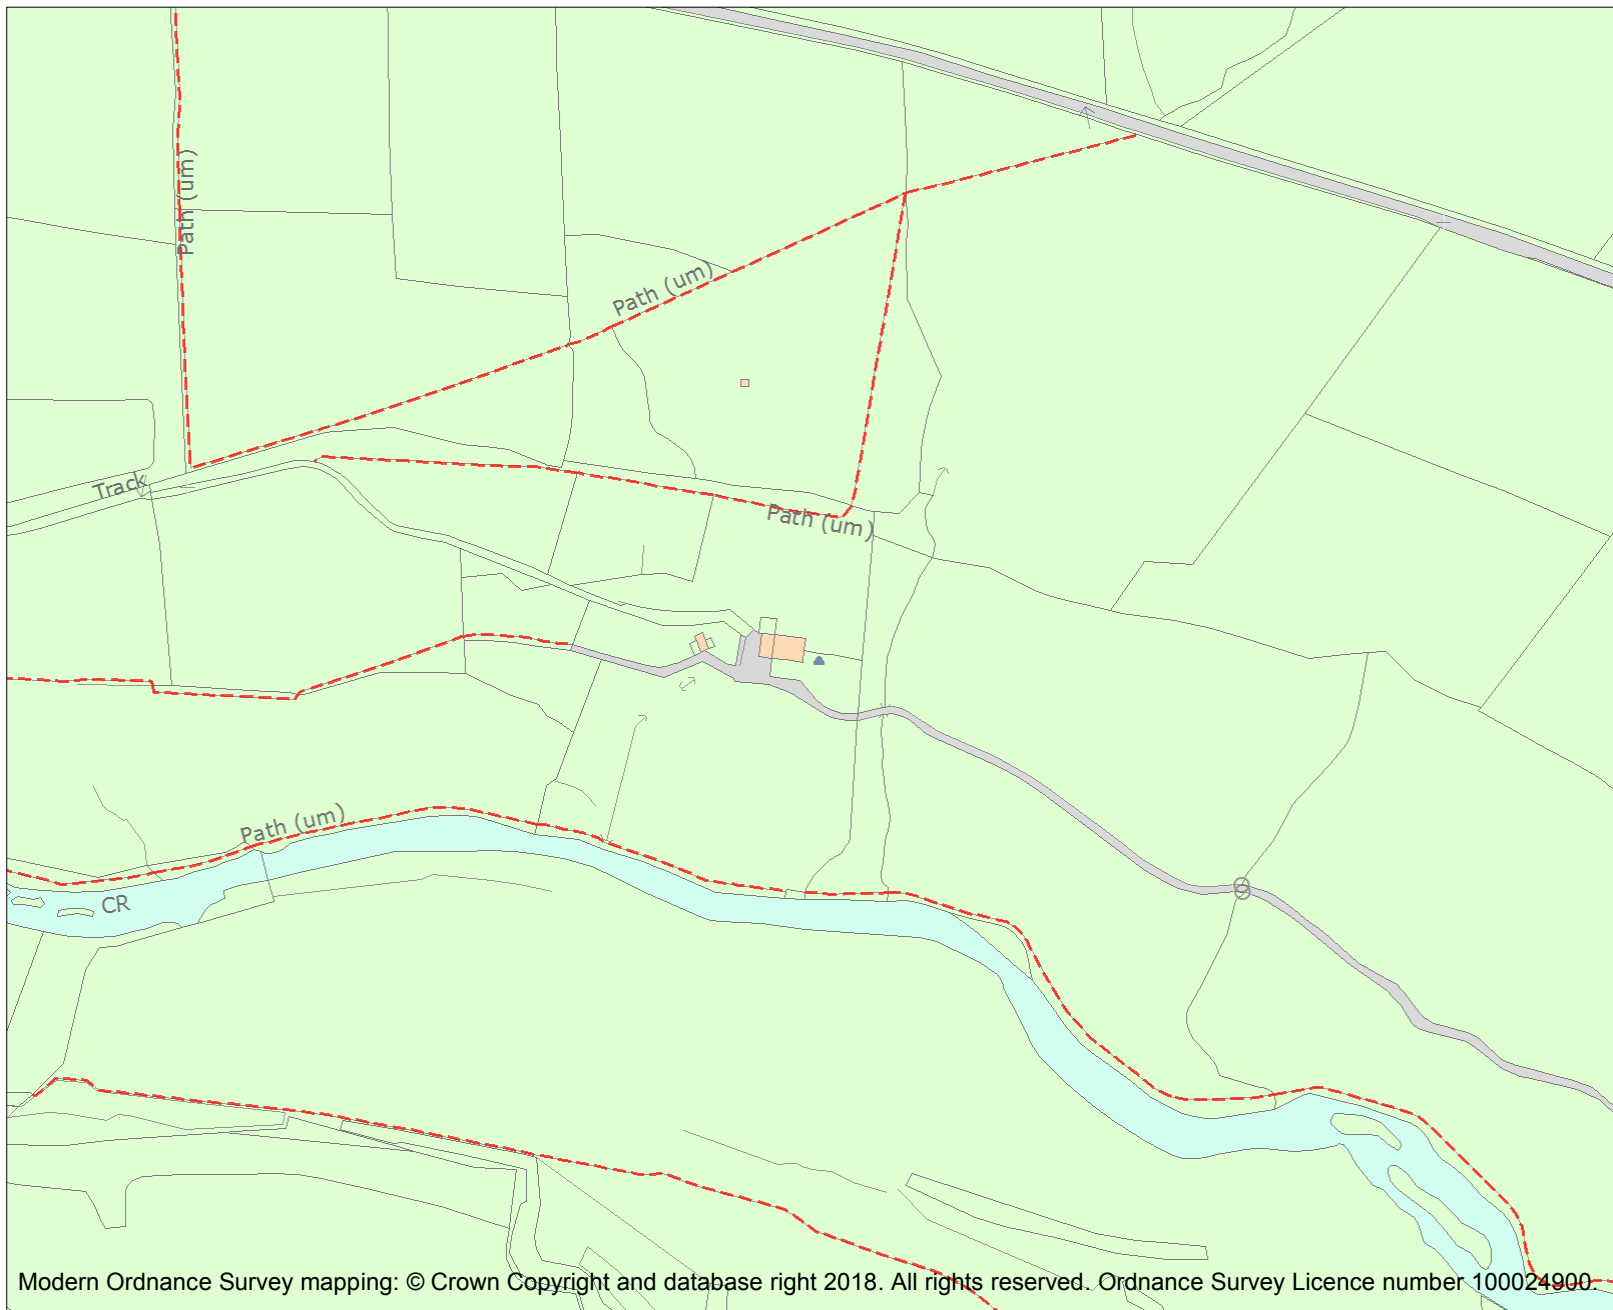 Path (um)
Path (um)
Track
Path (um)
Path (um)
CR
Modern Ordnance Survey mapping: © Crown Copyright and database right 2018. All rights reserved. Ordnance Survey Licence number 100024900.